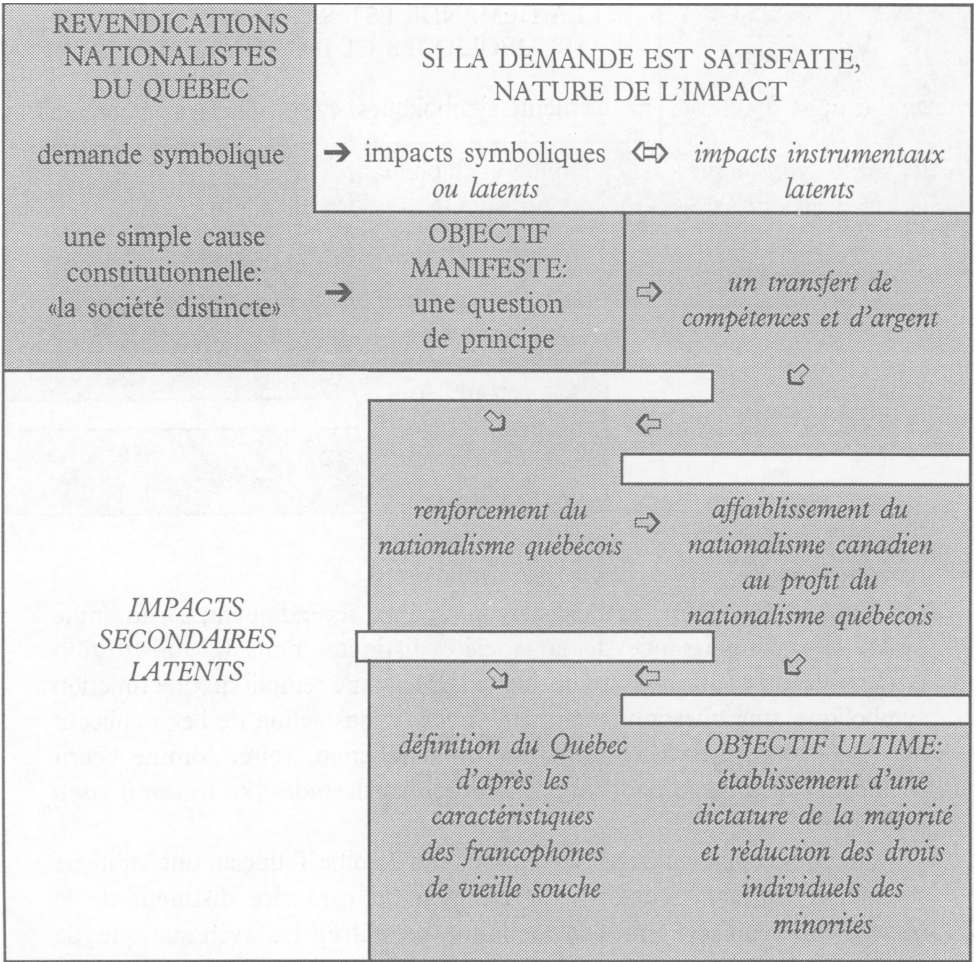 REVENDICATIONS
NATIONALISTES
DU QUÉBEC
SI LA DEMANDE EST SATISFAITE,
NATURE DE L'IMPACT
demande symbolique
➔ impacts symboliques
ou latents
⇔ impacts instrumentaux
latents
une simple cause
constitutionnelle:
«la société distincte»
➔
OBJECTIF
MANIFESTE:
une question
de principe
⇨
un transfert de
compétences et d'argent
renforcement du
nationalisme québécois
⇨
affaiblissement du
nationalisme canadien
au profit du
nationalisme québécois
IMPACTS
SECONDAIRES
LATENTS
définition du Québec
d'après les
caractéristiques
des francophones
de vieille souche
OBJECTIF ULTIME:
établissement d'une
dictature de la majorité
et réduction des droits
individuels des
minorités